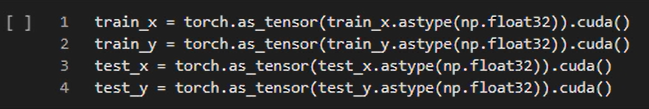 [ ] 1 train_x = torch.as_tensor(train_x.astype(np.float32)).cuda()
2 train_y = torch.as_tensor(train_y.astype(np.float32)).cuda()
3 test_x = torch.as_tensor(test_x.astype(np.float32)).cuda()
4 test_y = torch.as_tensor(test_y.astype(np.float32)).cuda()